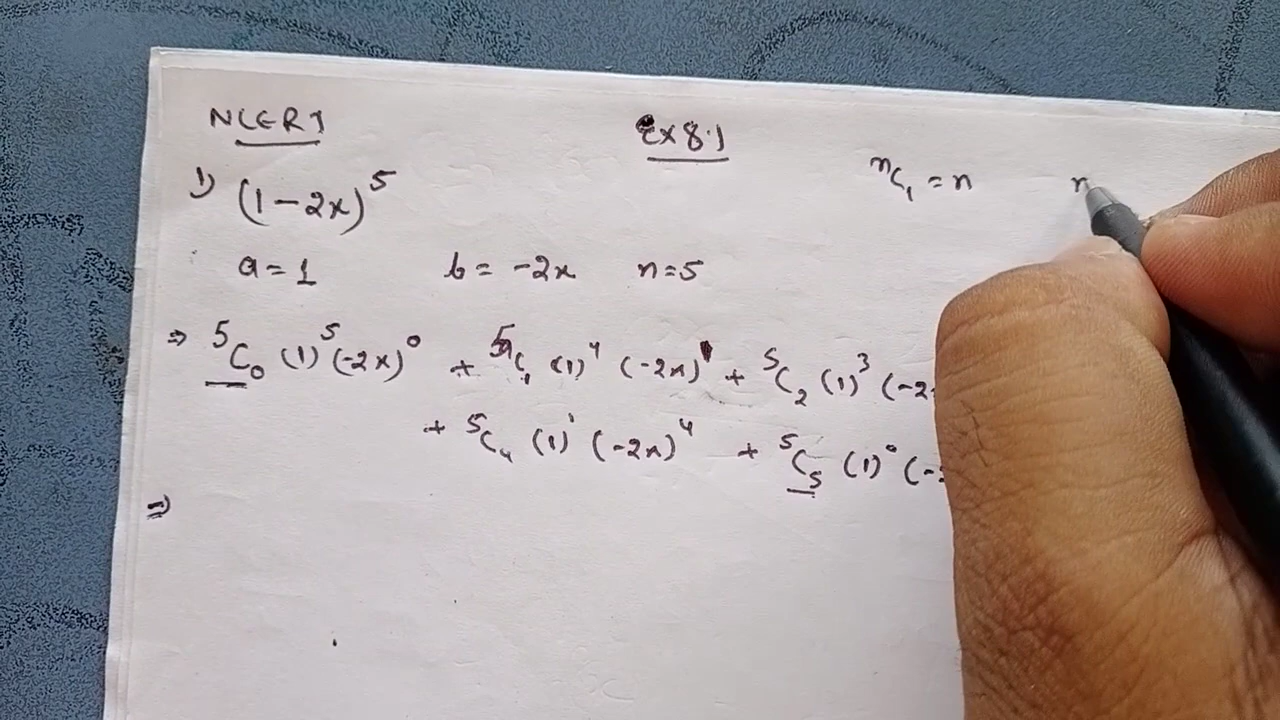 NCERT Ex 8.1
1) (1-2x)⁵ ⁿC₁ = n n
a = 1 b = -2x n = 5
⇒ ⁵C₀ (1)⁵ (-2x)⁰ + ⁵C₁ (1)⁴ (-2x)¹ + ⁵C₂ (1)³ (-2
+ ⁵C₄ (1)¹ (-2x)⁴ + ⁵C₅ (1)⁰ (-
⇒